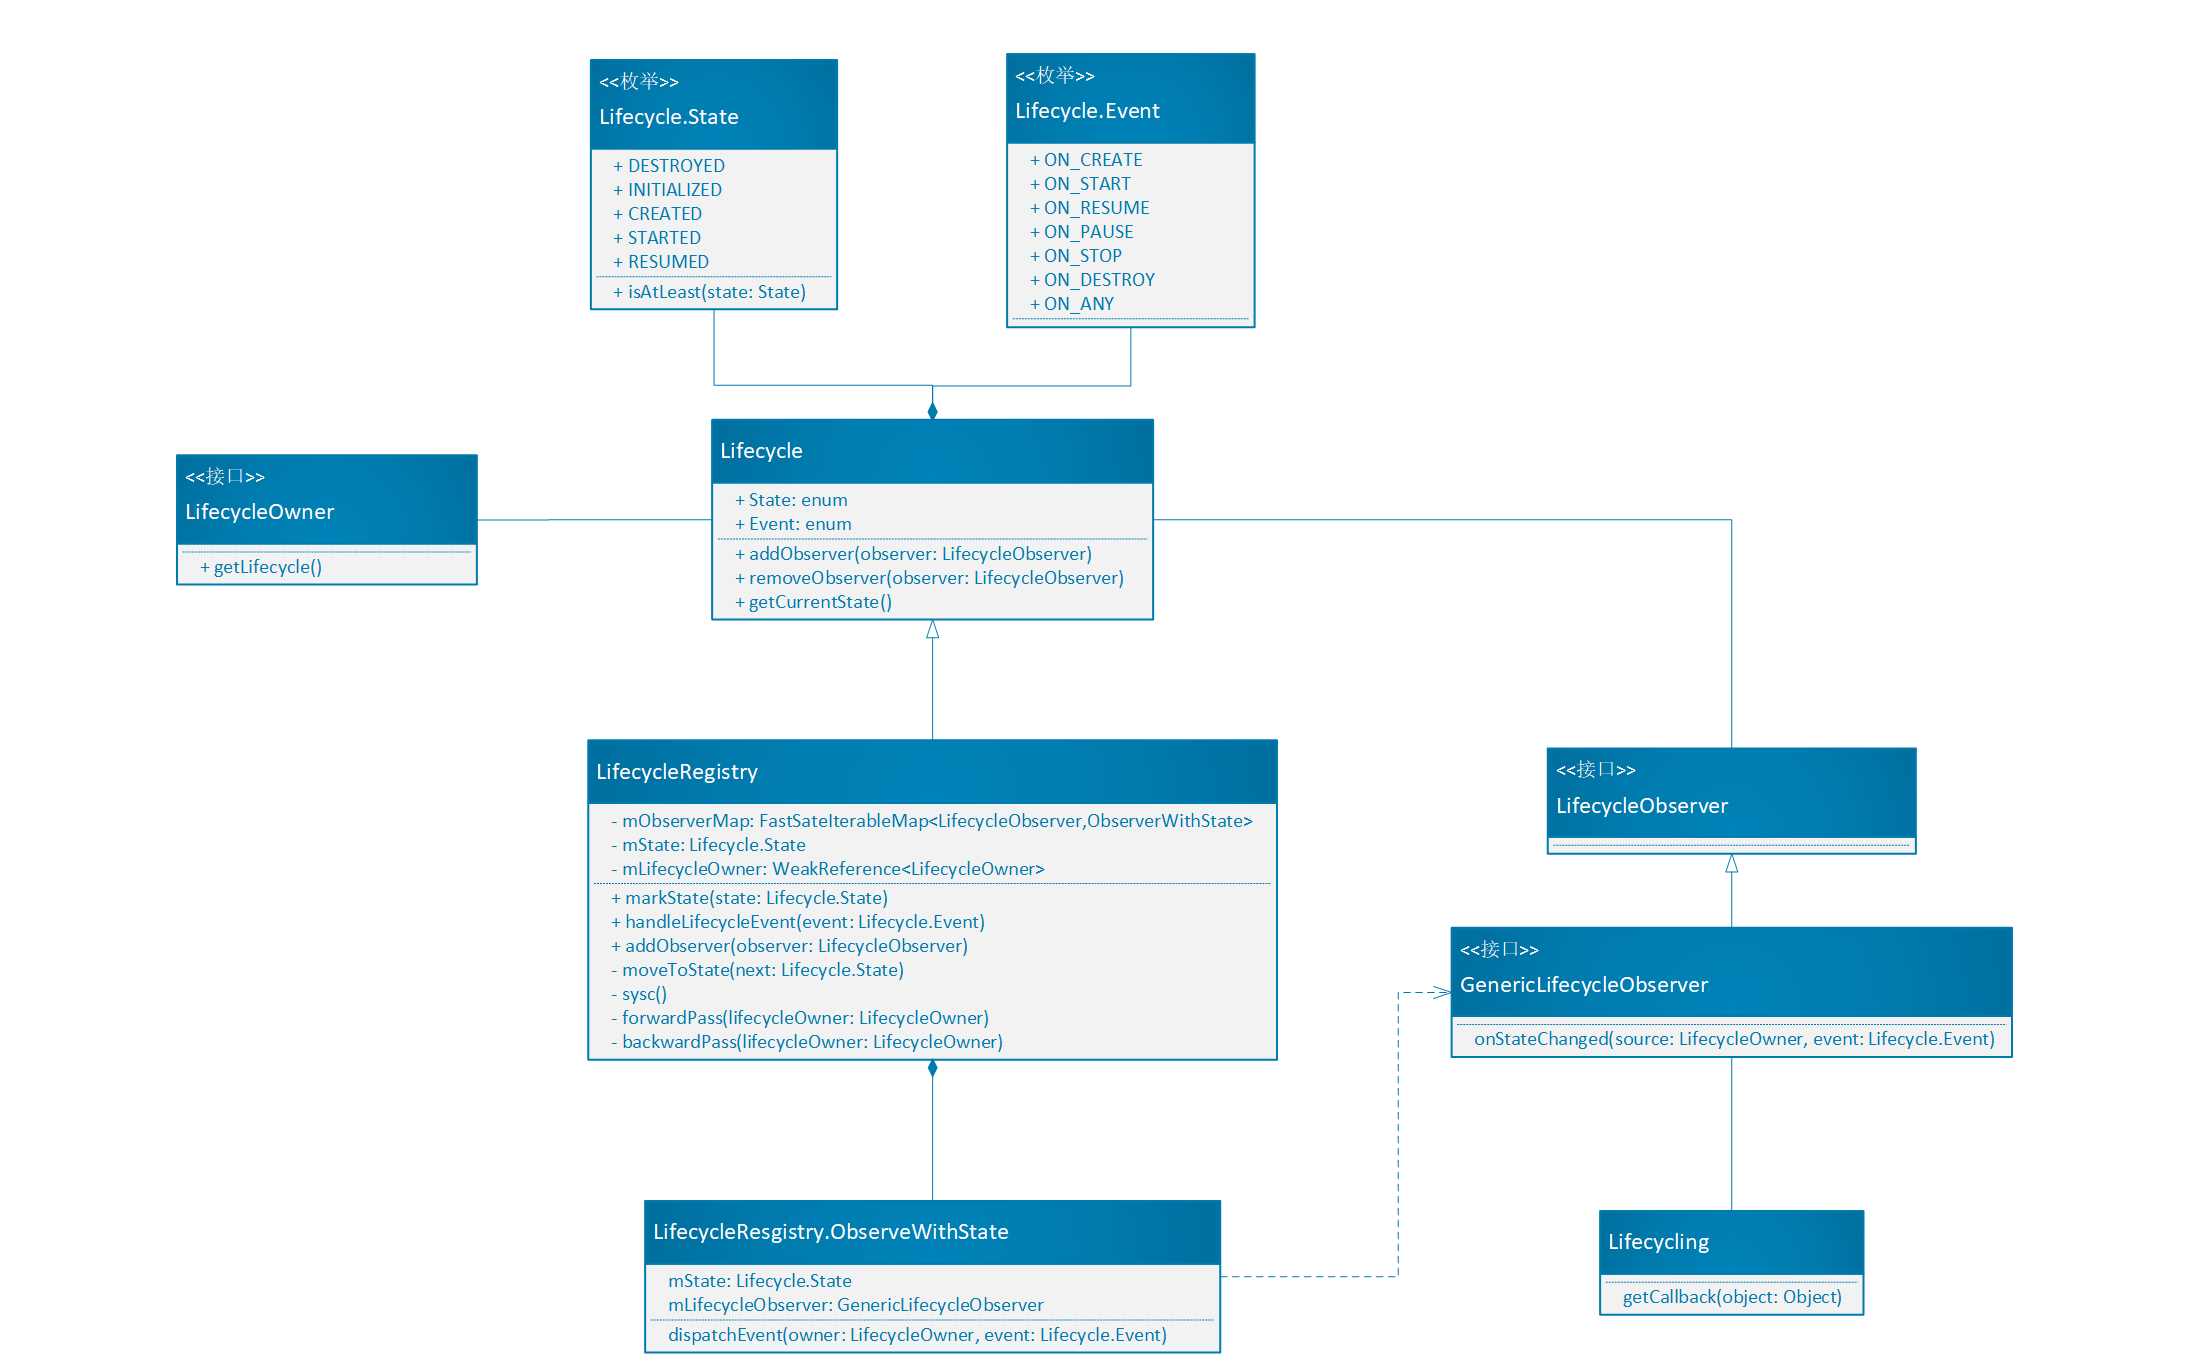 <<枚举>>
Lifecycle.State
+ DESTROYED
+ INITIALIZED
+ CREATED
+ STARTED
+ RESUMED
+ isAtLeast(state: State)
<<枚举>>
Lifecycle.Event
+ ON_CREATE
+ ON_START
+ ON_RESUME
+ ON_PAUSE
+ ON_STOP
+ ON_DESTROY
+ ON_ANY
<<接口>>
LifecycleOwner
+ getLifecycle()
Lifecycle
+ State: enum
+ Event: enum
+ addObserver(observer: LifecycleObserver)
+ removeObserver(observer: LifecycleObserver)
+ getCurrentState()
LifecycleRegistry
- mObserverMap: FastSateIterableMap<LifecycleObserver,ObserverWithState>
- mState: Lifecycle.State
- mLifecycleOwner: WeakReference<LifecycleOwner>
+ markState(state: Lifecycle.State)
+ handleLifecycleEvent(event: Lifecycle.Event)
+ addObserver(observer: LifecycleObserver)
- moveToState(next: Lifecycle.State)
- sysc()
- forwardPass(lifecycleOwner: LifecycleOwner)
- backwardPass(lifecycleOwner: LifecycleOwner)
<<接口>>
LifecycleObserver
<<接口>>
GenericLifecycleObserver
onStateChanged(source: LifecycleOwner, event: Lifecycle.Event)
LifecycleResgistry.ObserveWithState
mState: Lifecycle.State
mLifecycleObserver: GenericLifecycleObserver
dispatchEvent(owner: LifecycleOwner, event: Lifecycle.Event)
Lifecycling
getCallback(object: Object)